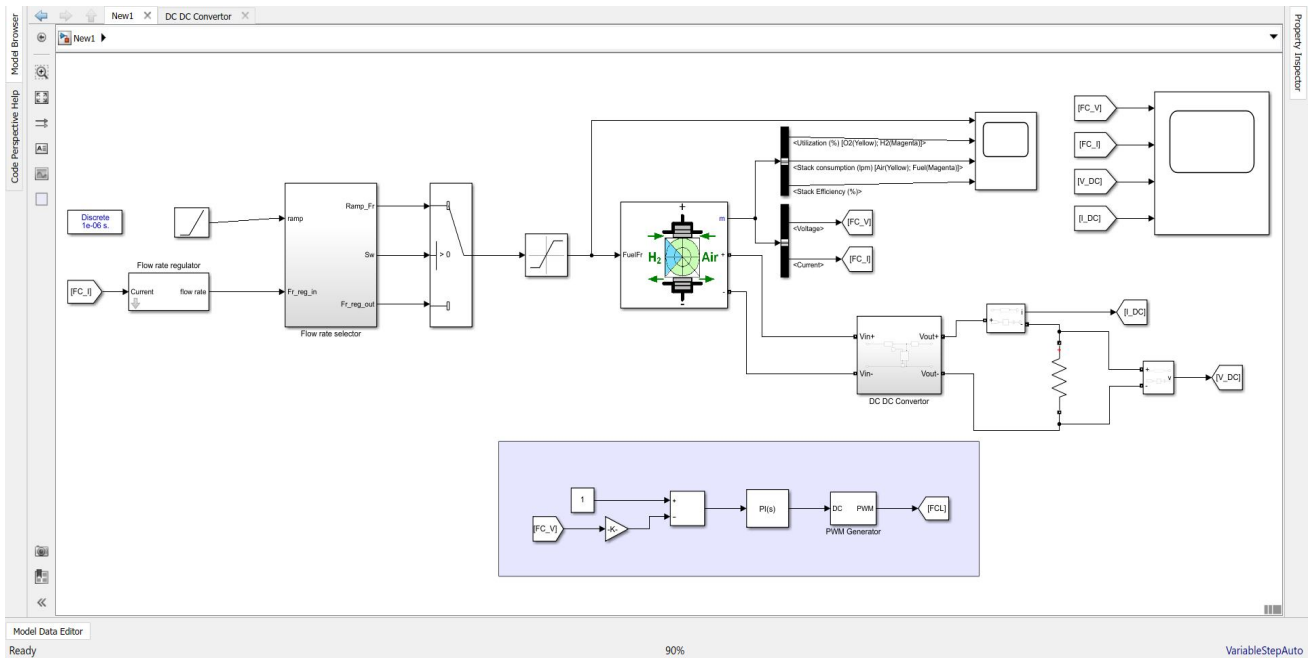 New1
DC DC Convertor
Model Browser
Code Perspective Help
Property Inspector
New1
Discrete
1e-06 s.
[FC_I]
Flow rate regulator
Current
flow rate
ramp
Fr_reg_in
Ramp_Fr
Sw
Fr_reg_out
Flow rate selector
> 0
FuelFr
+
H2
Air
-
m
+
-
<Utilization (%) [O2(Yellow); H2(Magenta)]>
<Stack consumption (lpm) [Air(Yellow); Fuel(Magenta)]>
<Stack Efficiency (%)>
<Voltage>
<Current>
[FC_V]
[FC_I]
[FC_V]
[FC_I]
[V_DC]
[I_DC]
Vin+
Vin-
Vout+
Vout-
DC DC Convertor
+
i
-
[I_DC]
+
+
-
v
[V_DC]
1
[FC_V]
-K-
+
−
PI(s)
DC
PWM
PWM Generator
[FCL]
Model Data Editor
Ready
90%
VariableStepAuto